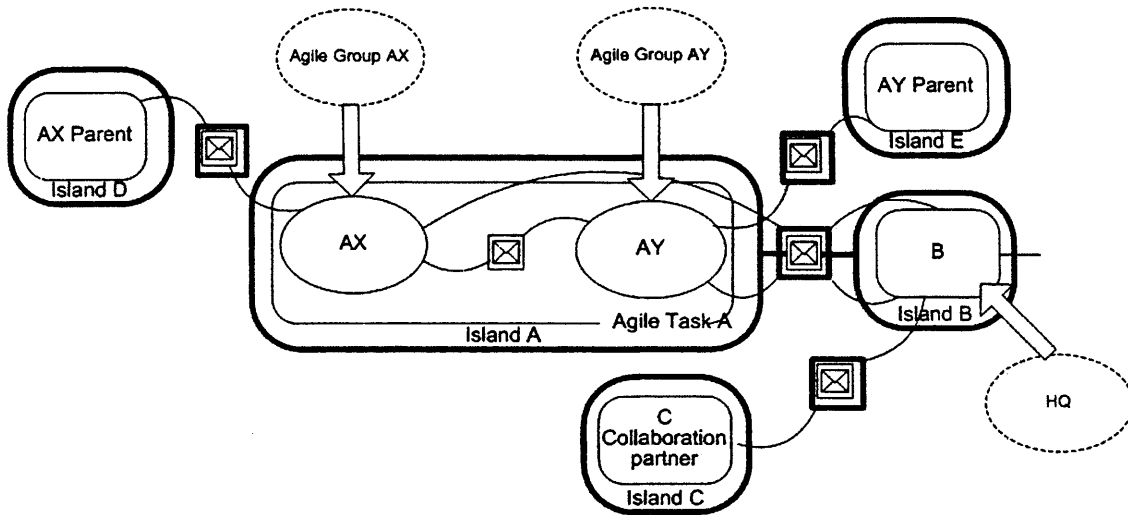 Agile Group AX
Agile Group AY
AX Parent
Island D
AY Parent
Island E
AX
AY
B
Island B
Island A
Agile Task A
C
Collaboration
partner
Island C
HQ